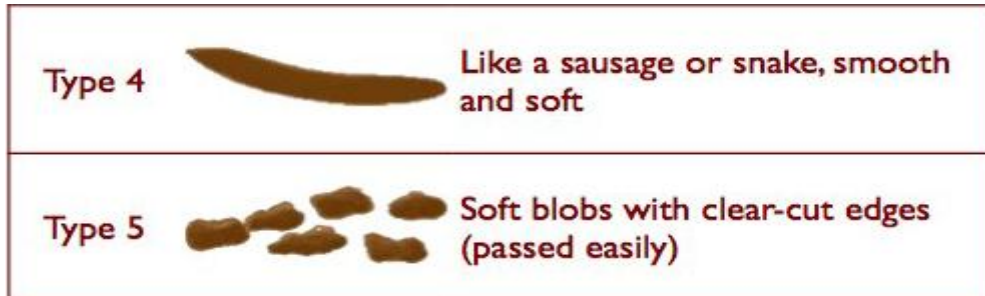 Type 4
Like a sausage or snake, smooth
and soft
Type 5
Soft blobs with clear-cut edges
(passed easily)